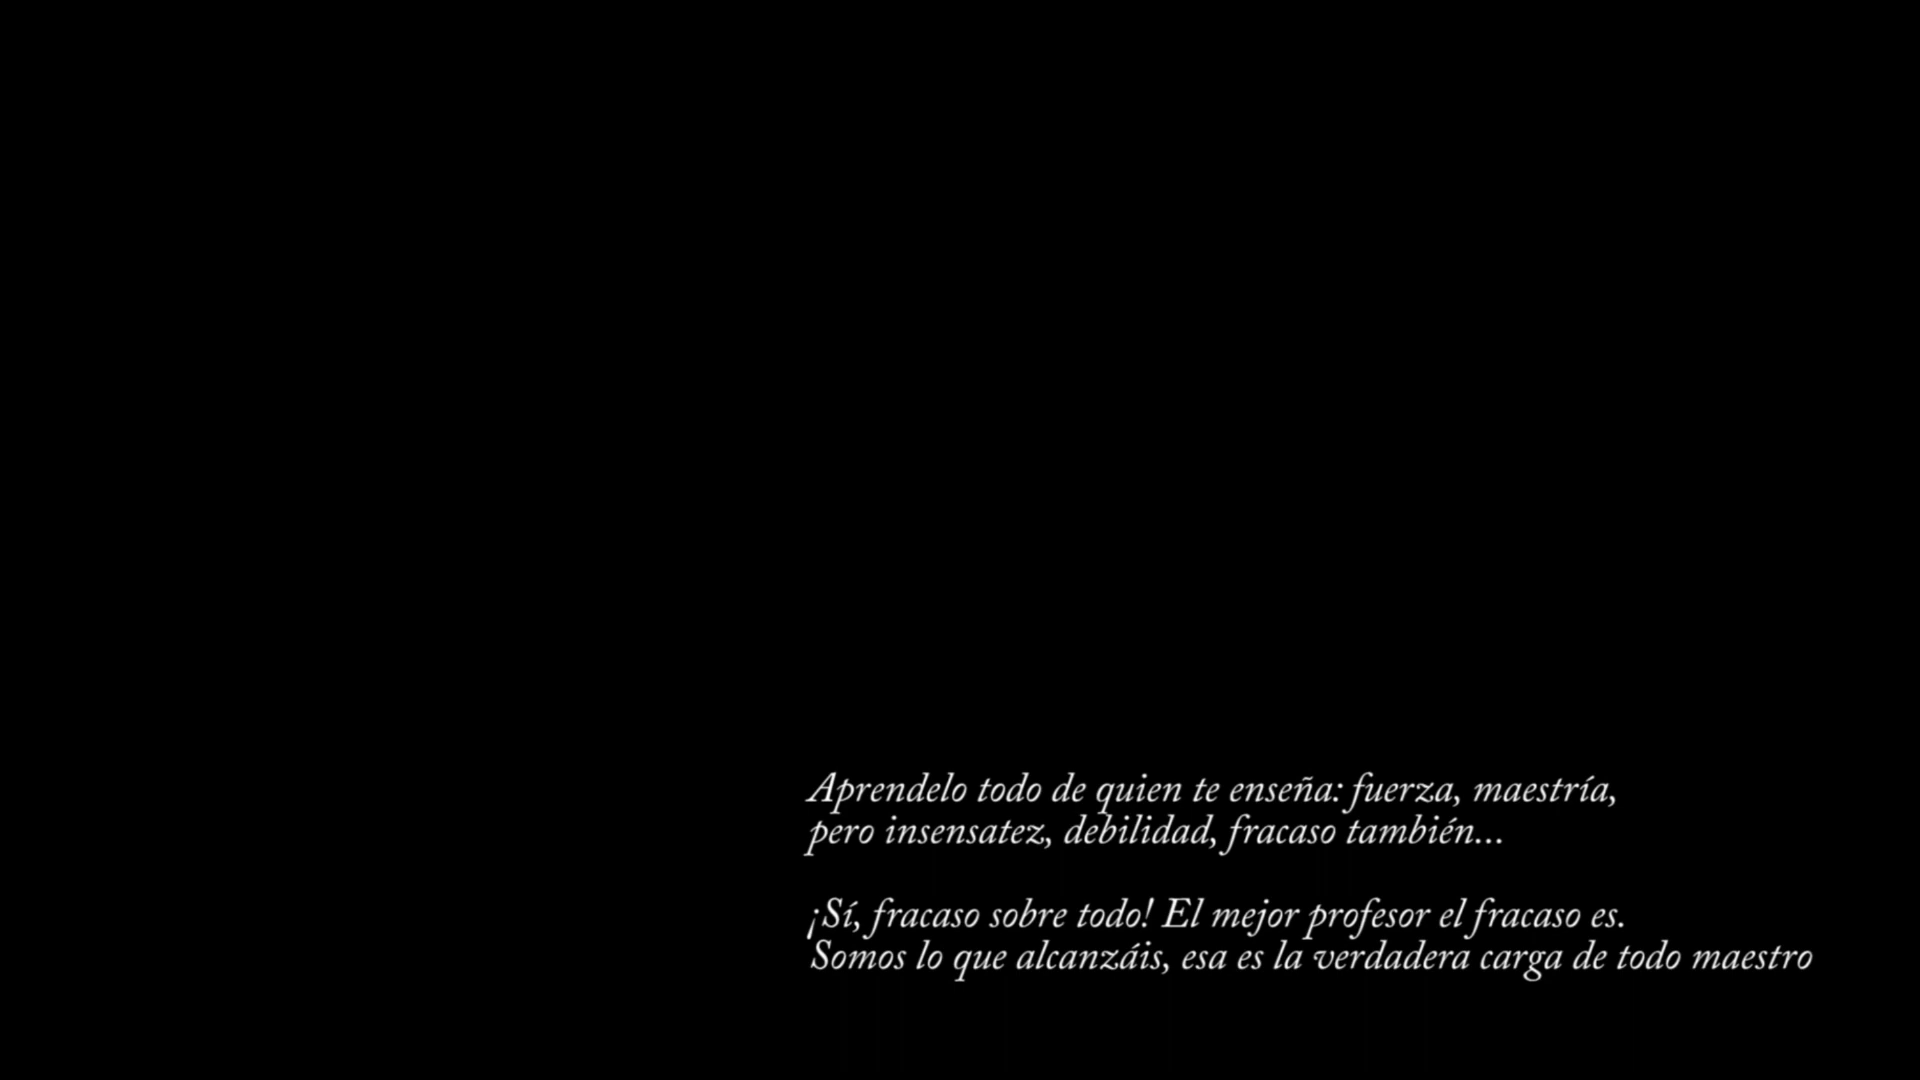 Aprendelo todo de quien te enseña: fuerza, maestría,
pero insensatez, debilidad, fracaso también...
¡Sí, fracaso sobre todo! El mejor profesor el fracaso es.
Somos lo que alcanzáis, esa es la verdadera carga de todo maestro